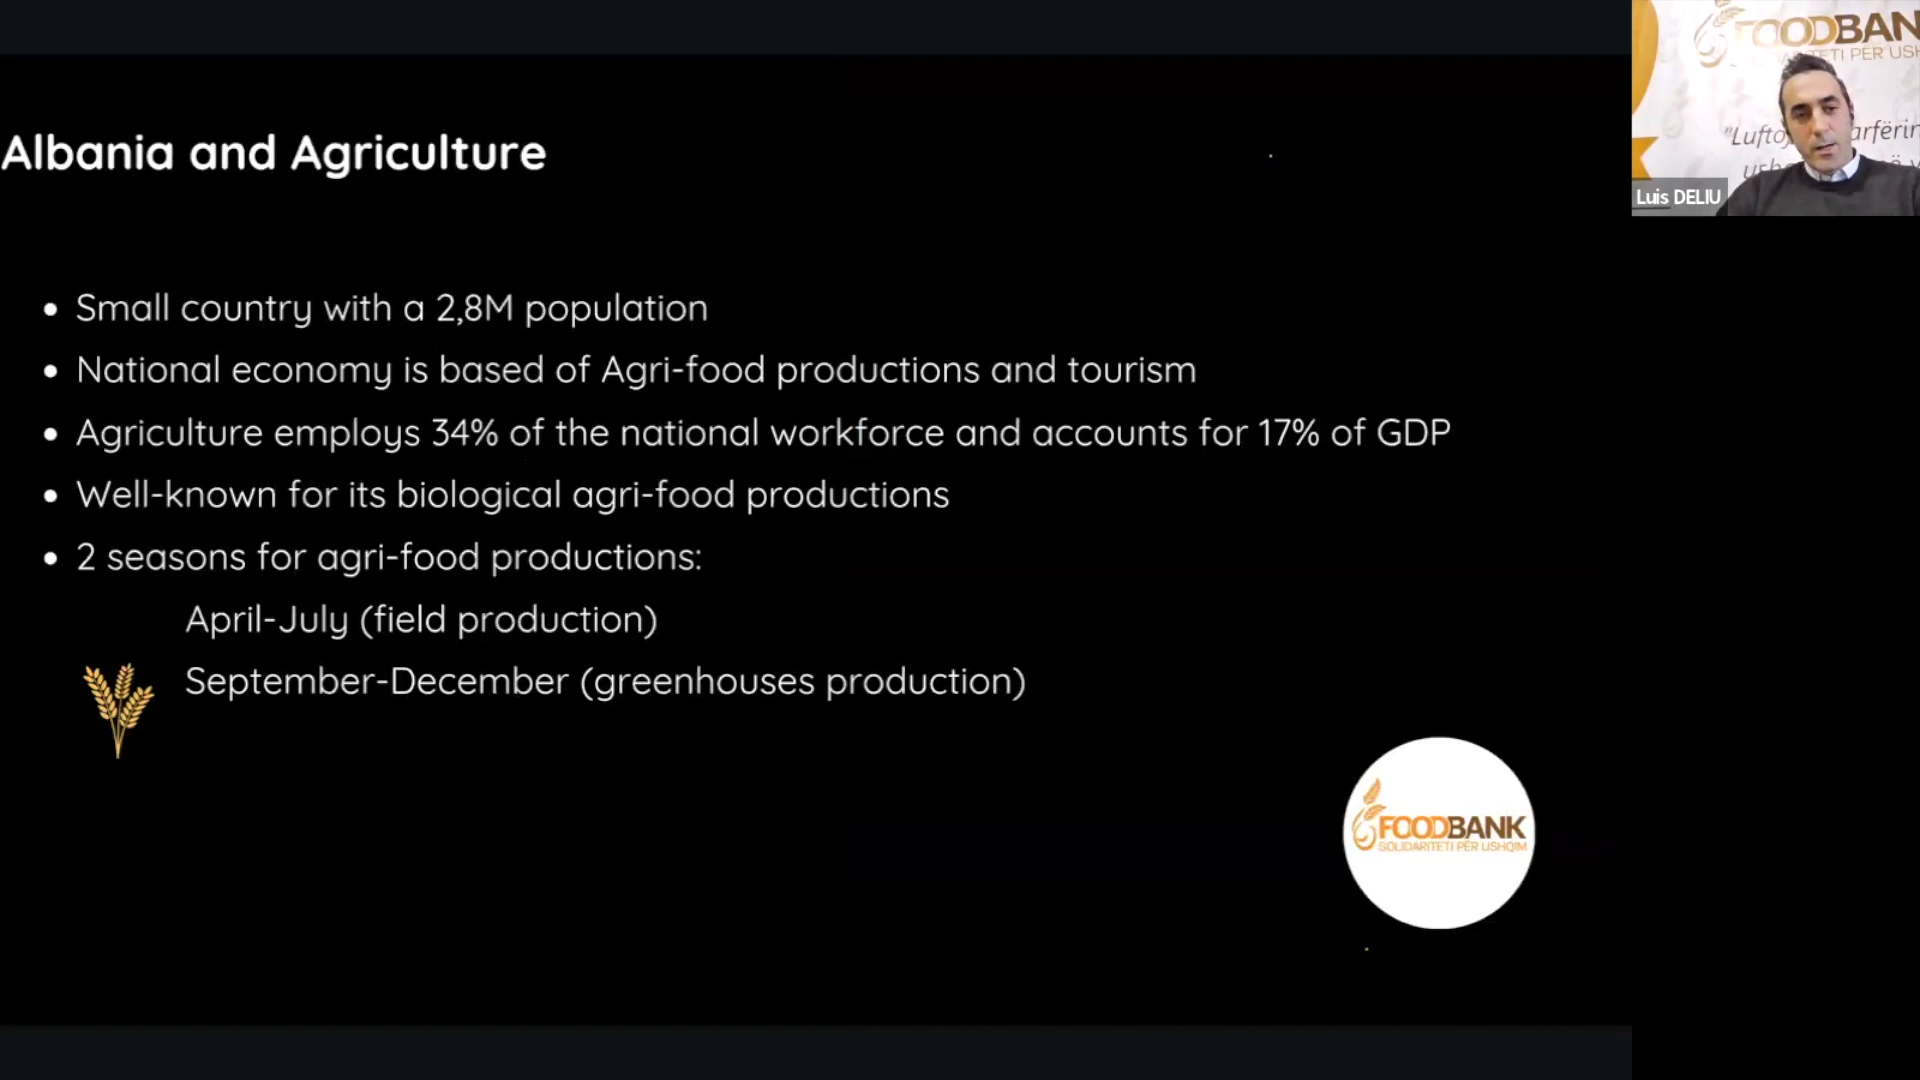 Albania and Agriculture
• Small country with a 2,8M population
• National economy is based of Agri-food productions and tourism
• Agriculture employs 34% of the national workforce and accounts for 17% of GDP
• Well-known for its biological agri-food productions
• 2 seasons for agri-food productions:
April-July (field production)
September-December (greenhouses production)
FOODBANK
SOLIDARITETI PËR USHQIM
FOODBAN
PËR
"Lufto
Luis DELIU